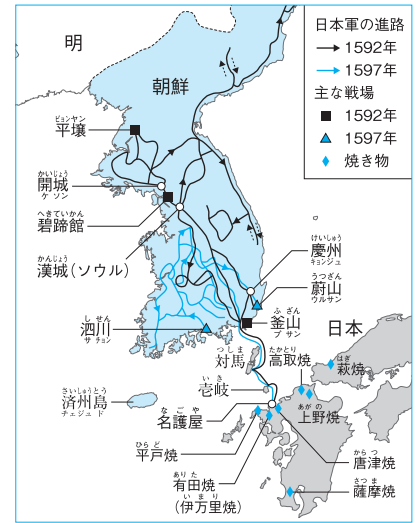 日本軍の進路
1592年
1597年
主な戦場
1592年
1597年
焼き物
明
朝鮮
ピョンヤン
平壌
かいじょう
開城
ケソン
へきていかん
碧蹄館
かんじょう
漢城(ソウル)
けいしゅう
慶州
キョンジュ
うつざん
蔚山
ウルサン
ふざん
釜山
プサン
しせん
泗川
サチョン
日本
つしま
対馬
たかとり
高取焼
はぎ
萩焼
いき
壱岐
さいしゅうとう
済州島
チェジュド
あがの
上野焼
なごや
名護屋
ひらど
平戸焼
からつ
唐津焼
ありた
有田焼
いまり
(伊万里焼)
さつま
薩摩焼